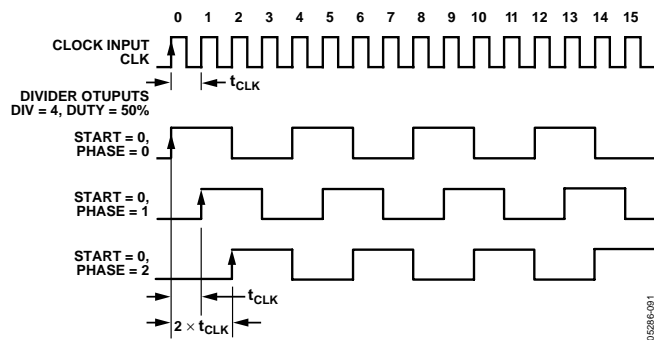 0 1 2 3 4 5 6 7 8 9 10 11 12 13 14 15
CLOCK INPUT
CLK
tCLK
DIVIDER OTUPUTS
DIV = 4, DUTY = 50%
START = 0,
PHASE = 0
START = 0,
PHASE = 1
START = 0,
PHASE = 2
tCLK
2 × tCLK
05286-091